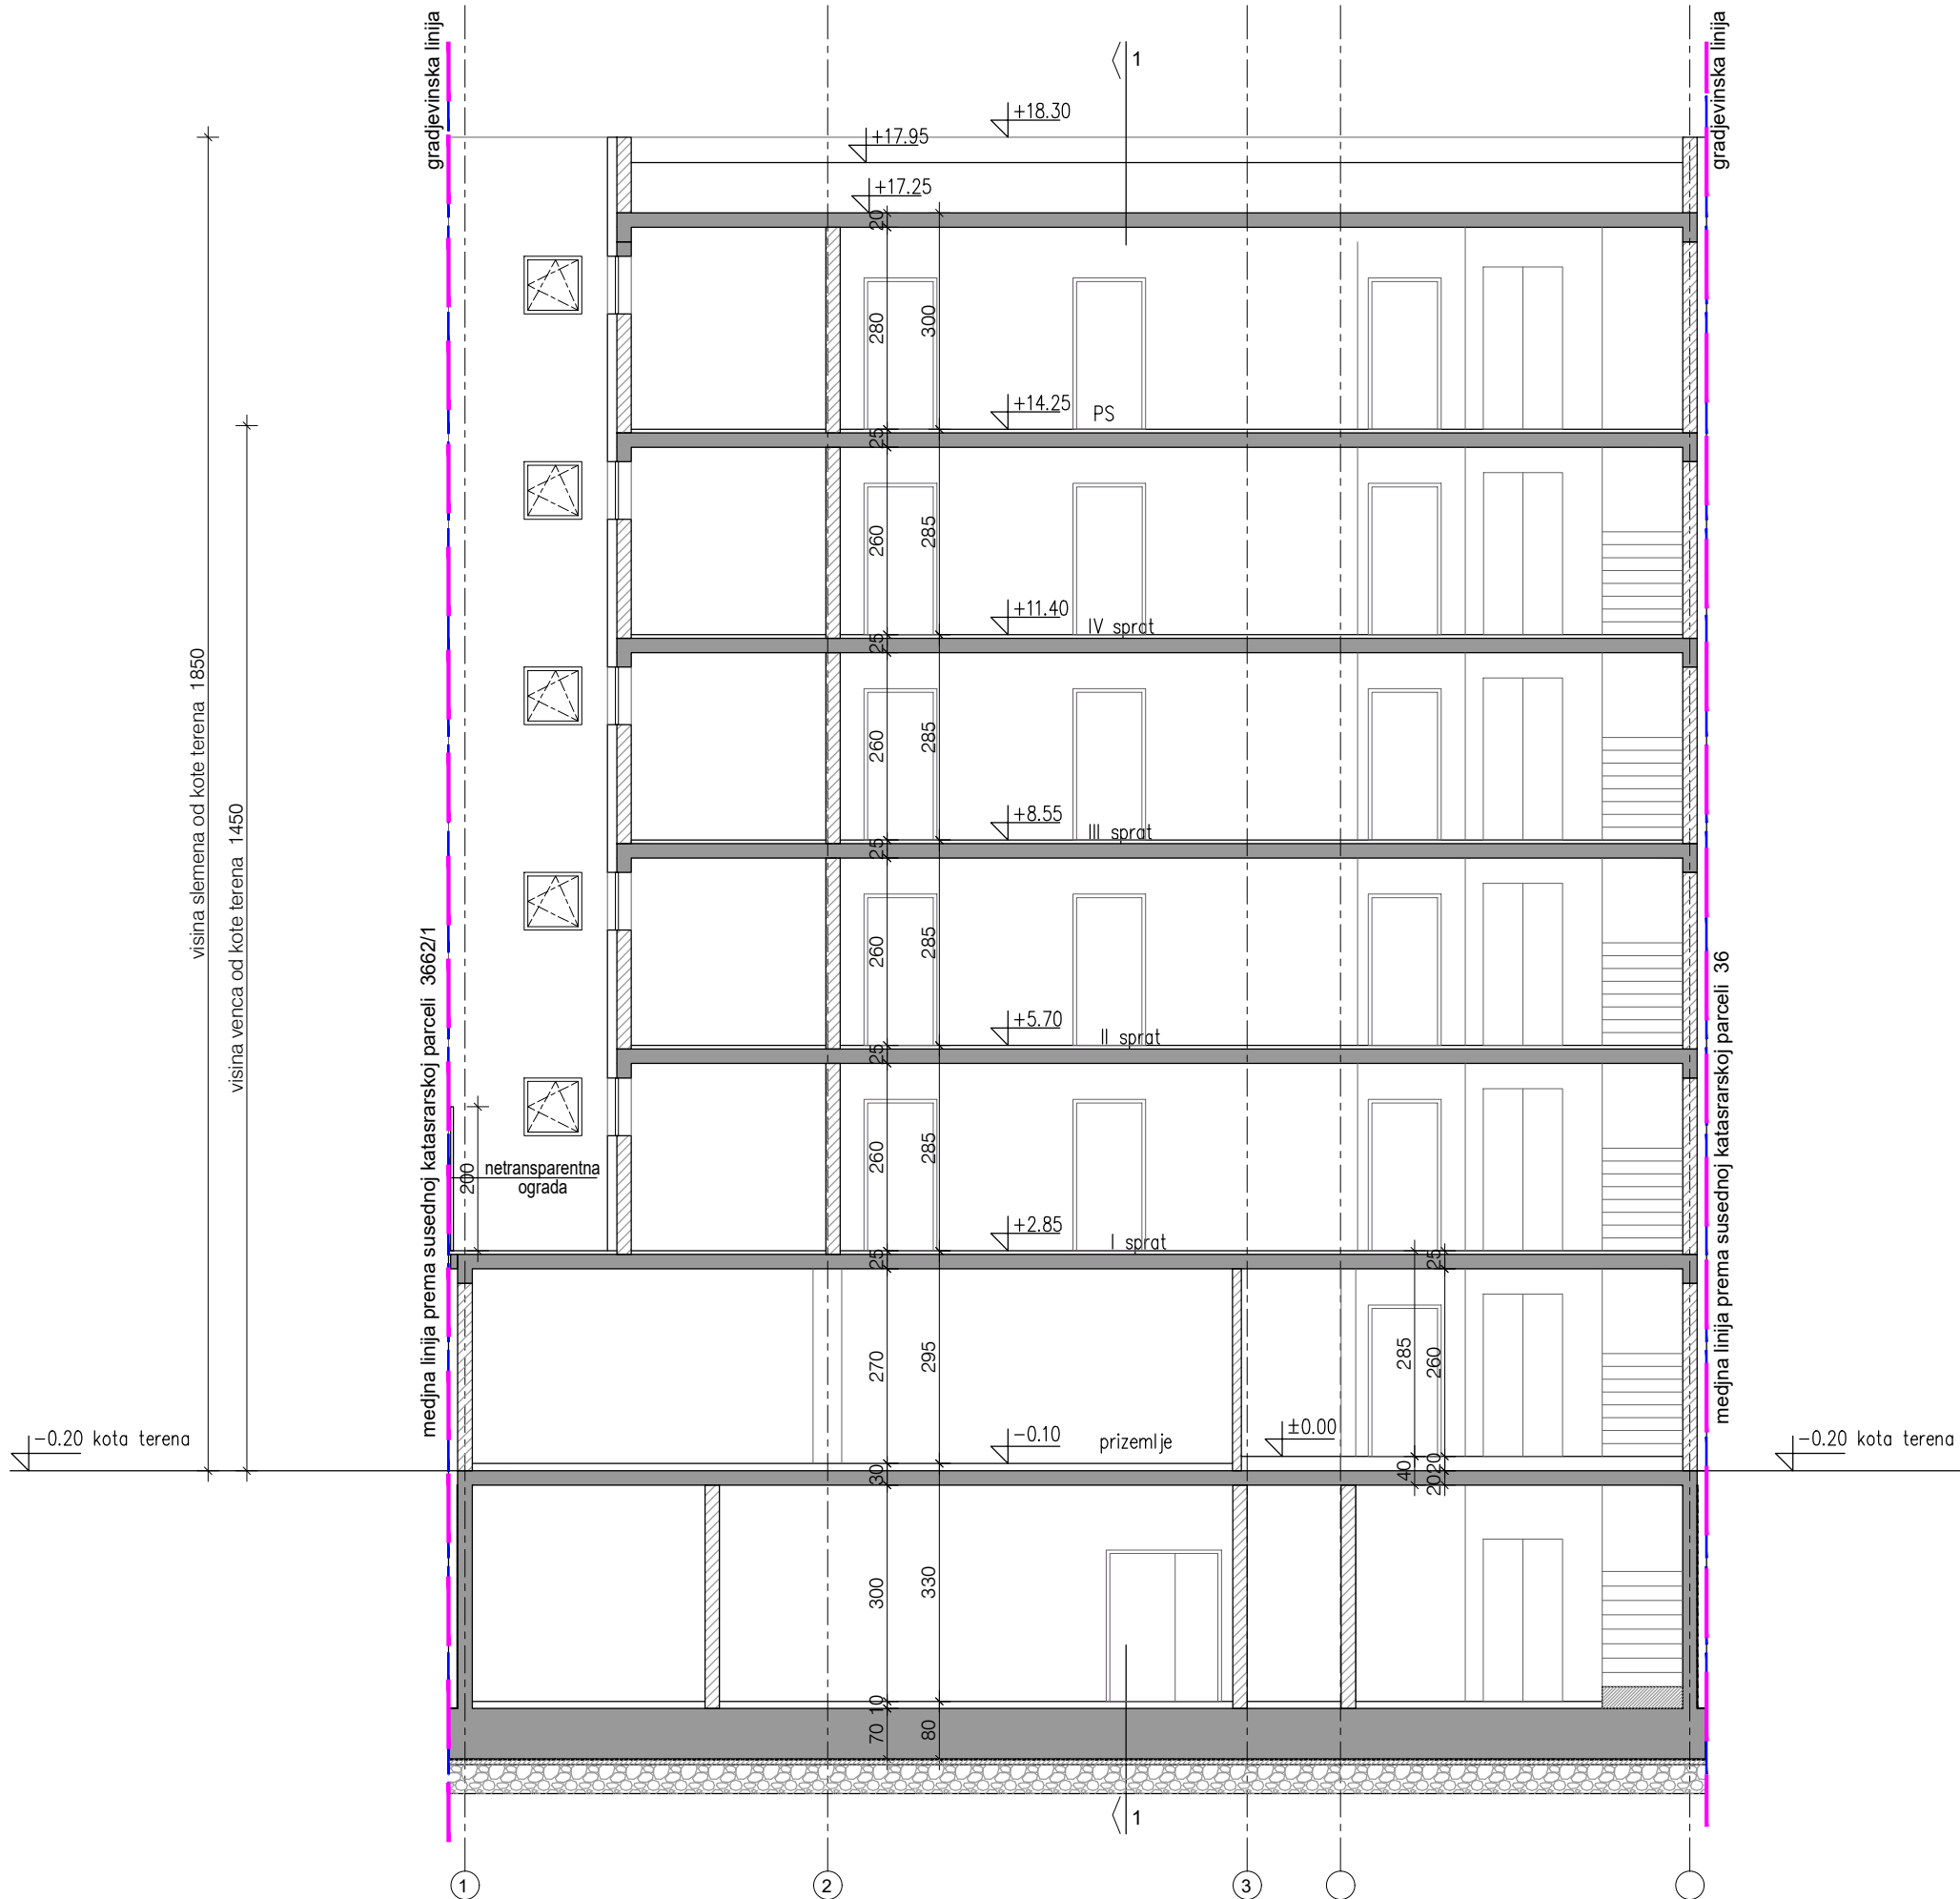 gradjevinska linija
gradjevinska linija
1
+18.30
+17.95
+17.25
20
280
300
+14.25
PS
25
260
285
+11.40
IV sprat
25
260
285
+8.55
III sprat
25
260
285
+5.70
II sprat
25
260
285
+2.85
I sprat
25
visina slemena od kote terena 1850
visina venca od kote terena 1450
medjna linija prema susednoj katasrarskoj parceli 3662/1
medjna linija prema susednoj katasrarskoj parceli 36
200
netransparentna
ograda
270
295
285
25
260
-0.20 kota terena
-0.10
prizemlje
±0.00
-0.20 kota terena
30
40
20
20
300
330
10
70
80
1
1
2
3